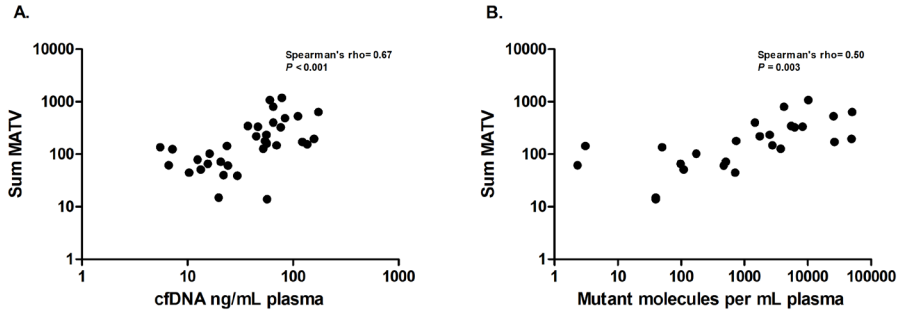 A.
Spearman's rho= 0.67
P < 0.001
10000
1000
100
10
1
Sum MATV
1
10
100
1000
cfDNA ng/mL plasma
B.
Spearman's rho= 0.50
P = 0.003
10000
1000
100
10
1
Sum MATV
1
10
100
1000
10000
100000
Mutant molecules per mL plasma